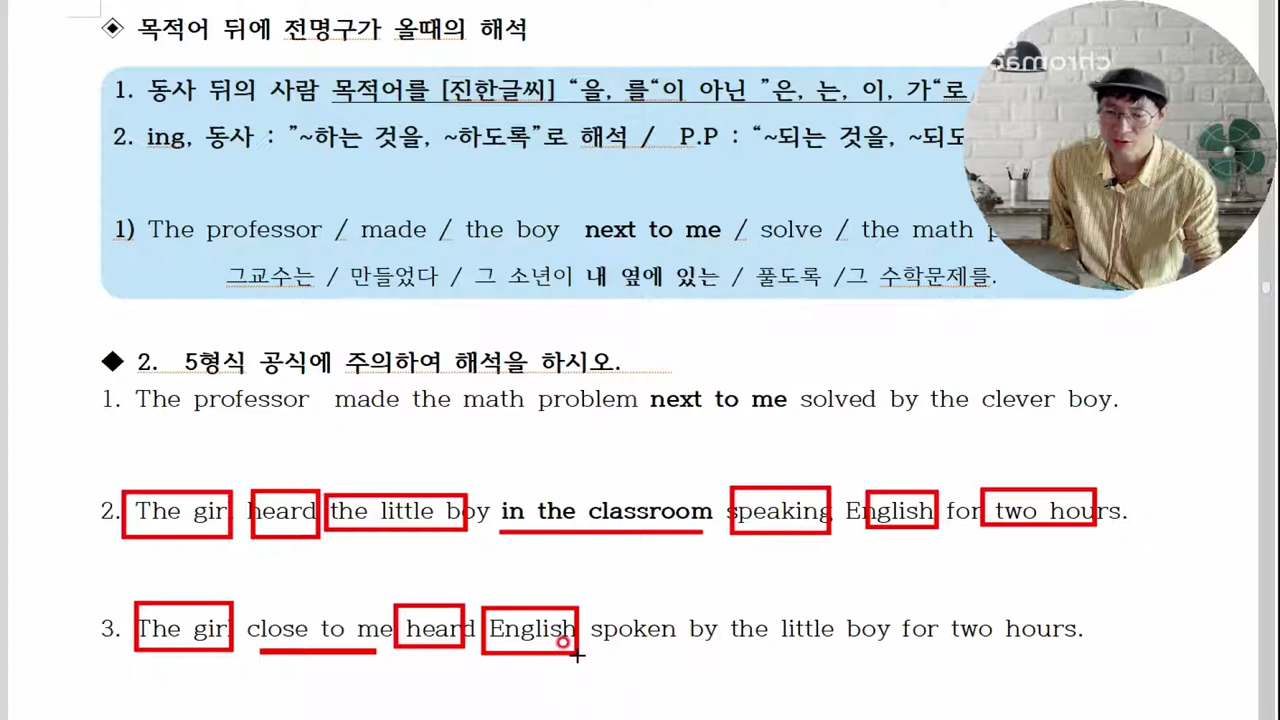 ◈ 목적어 뒤에 전명구가 올때의 해석
1. 동사 뒤의 사람 목적어를 [진한글씨] “을, 를“이 아닌 ”은, 는, 이, 가“로
2. ing, 동사 : ”~하는 것을, ~하도록”로 해석 / P.P : “~되는 것을, ~되도
1) The professor / made / the boy next to me / solve / the math
그교수는 / 만들었다 / 그 소년이 내 옆에 있는 / 풀도록 /그 수학문제를.
◆ 2. 5형식 공식에 주의하여 해석을 하시오.
1. The professor made the math problem next to me solved by the clever boy.
2. The girl heard the little boy in the classroom speaking English for two hours.
3. The girl close to me heard English spoken by the little boy for two hours.